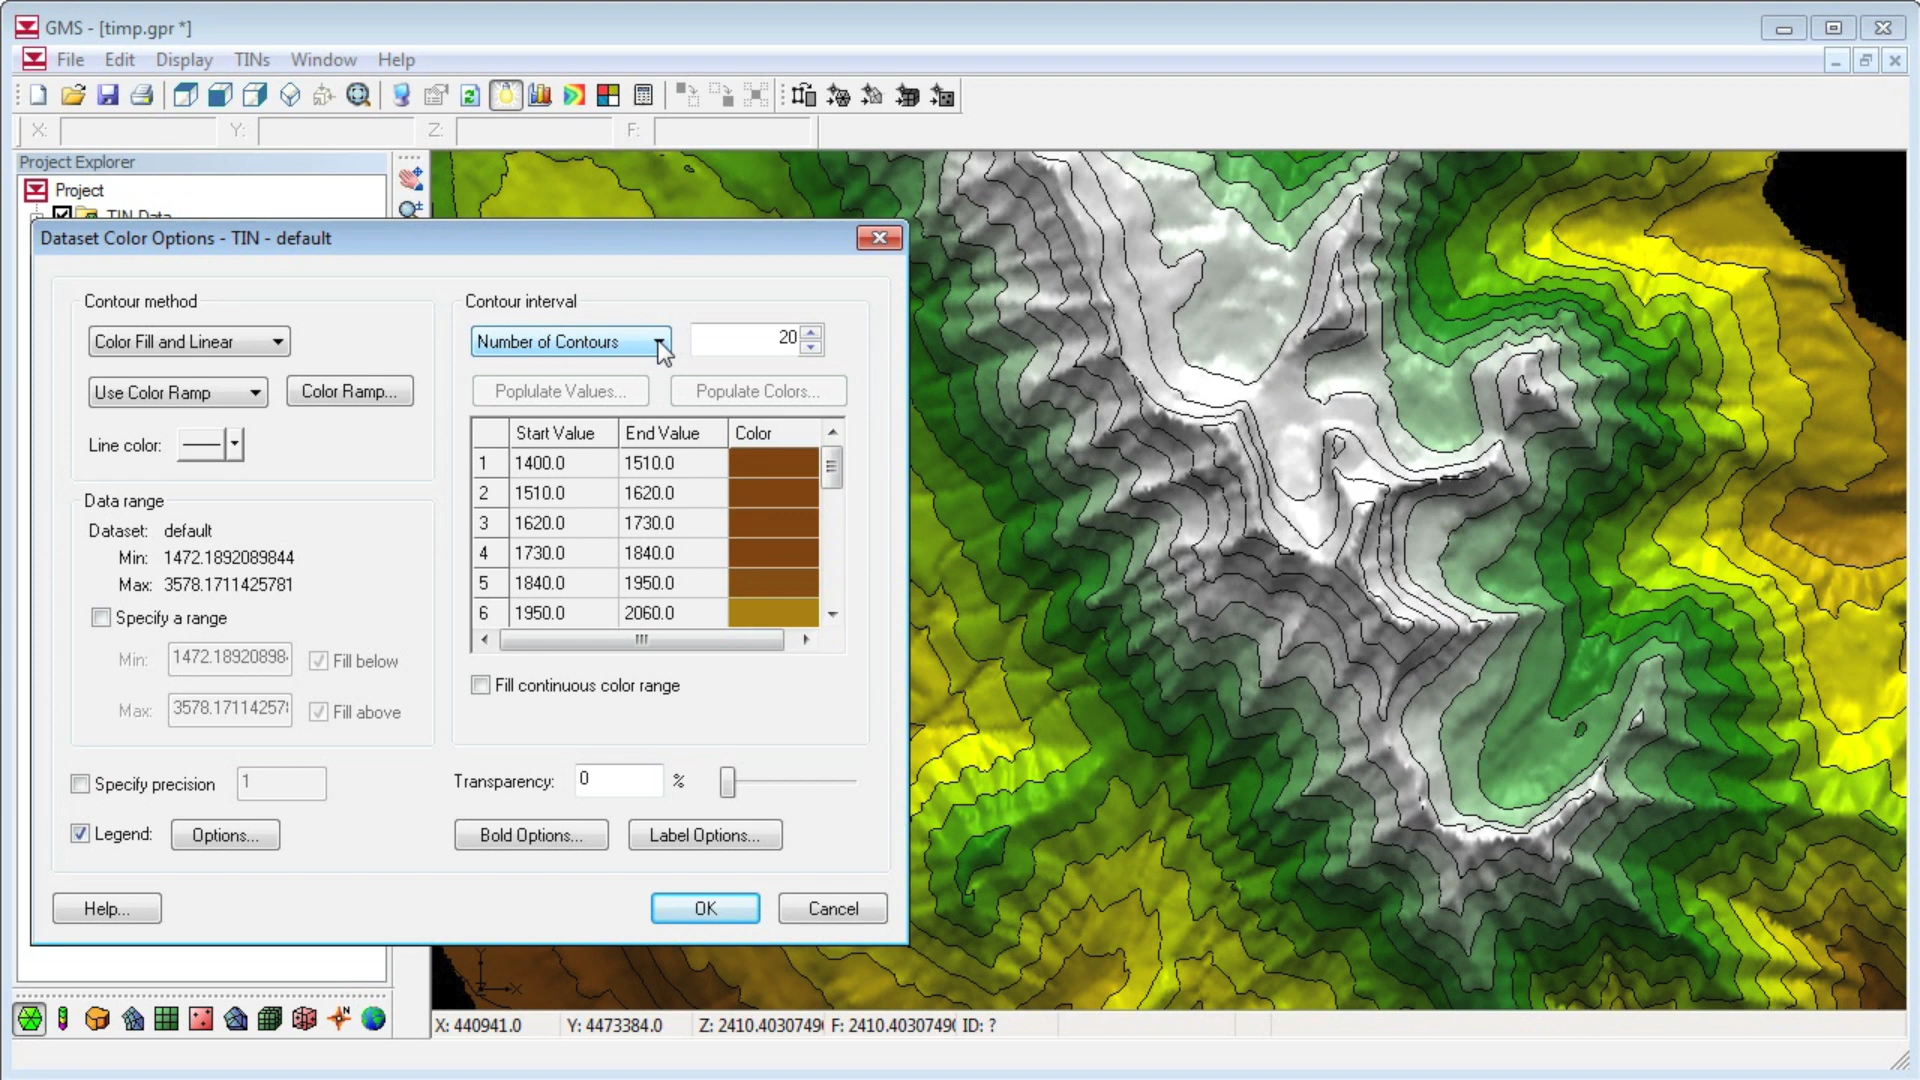 GMS - [timp.gpr *]
File Edit Display TINs Window Help
X: Y: Z: F:
Project Explorer
Project
TIN Data
Dataset Color Options - TIN - default
Contour method
Color Fill and Linear
Use Color Ramp
Color Ramp...
Line color:
Data range
Dataset: default
Min: 1472.1892089844
Max: 3578.1711425781
Specify a range
Min: 1472.18920898
Fill below
Max: 3578.17114257
Fill above
Specify precision 1
Legend: Options...
Contour interval
Number of Contours 20
Poplulate Values... Populate Colors...
Start Value End Value Color
1 1400.0 1510.0
2 1510.0 1620.0
3 1620.0 1730.0
4 1730.0 1840.0
5 1840.0 1950.0
6 1950.0 2060.0
Fill continuous color range
Transparency: 0 %
Bold Options... Label Options...
Help... OK Cancel
X: 440941.0 Y: 4473384.0 Z: 2410.4030749 F: 2410.4030749 ID: ?